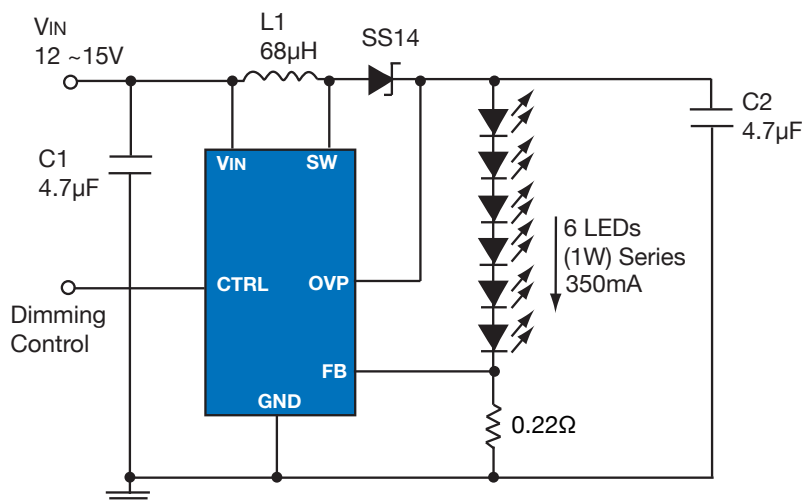 VIN
12 ~15V
L1
68µH
SS14
C2
4.7µF
C1
4.7µF
VIN
SW
CTRL
OVP
6 LEDs
(1W) Series
350mA
Dimming
Control
FB
GND
0.22Ω